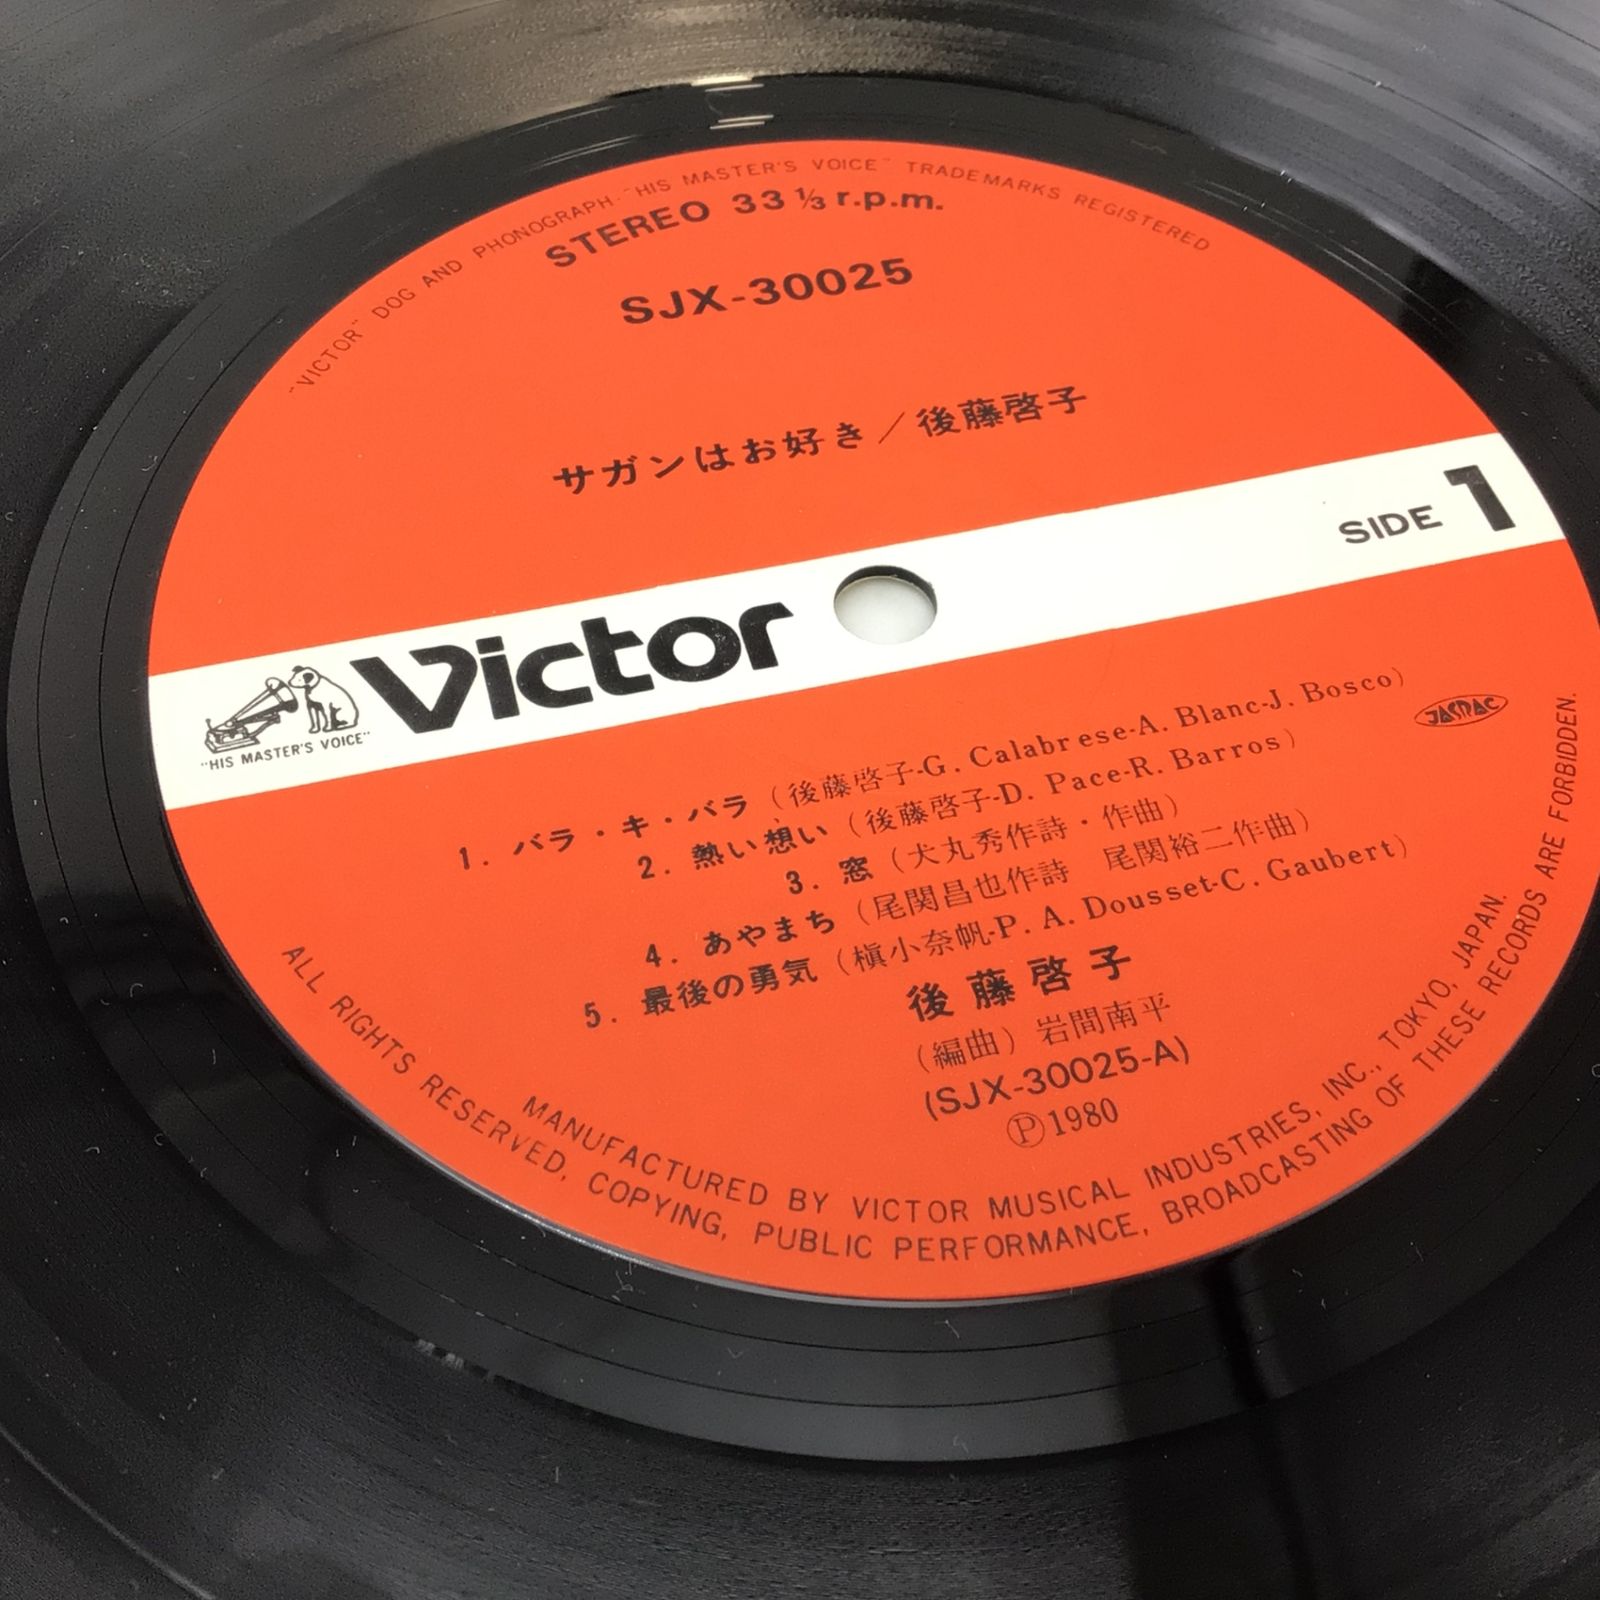 "VICTOR" DOG AND PHONOGRAPH·"HIS MASTER'S VOICE" TRADEMARKS REGISTERED
STEREO 33 1/3 r.p.m.
SJX-30025
サガンはお好き／後藤啓子
SIDE 1
Victor
"HIS MASTER'S VOICE"
JASRAC
1. バラ・キ・バラ（後藤啓子-G. Calabrese-A. Blanc-J. Bosco)
2. 熱い想い（後藤啓子-D. Pace-R. Barros）
3. 窓（犬丸秀作詩・作曲）
4. あやまち（尾関昌也作詩 尾関裕二作曲）
5. 最後の勇気（槇小奈帆-P. A. Dousset-C. Gaubert）
後藤啓子
（編曲）岩間南平
(SJX-30025-A)
Ⓟ1980
MANUFACTURED BY VICTOR MUSICAL INDUSTRIES, INC., TOKYO, JAPAN.
ALL RIGHTS RESERVED, COPYING, PUBLIC PERFORMANCE, BROADCASTING OF THESE RECORDS ARE FORBIDDEN.